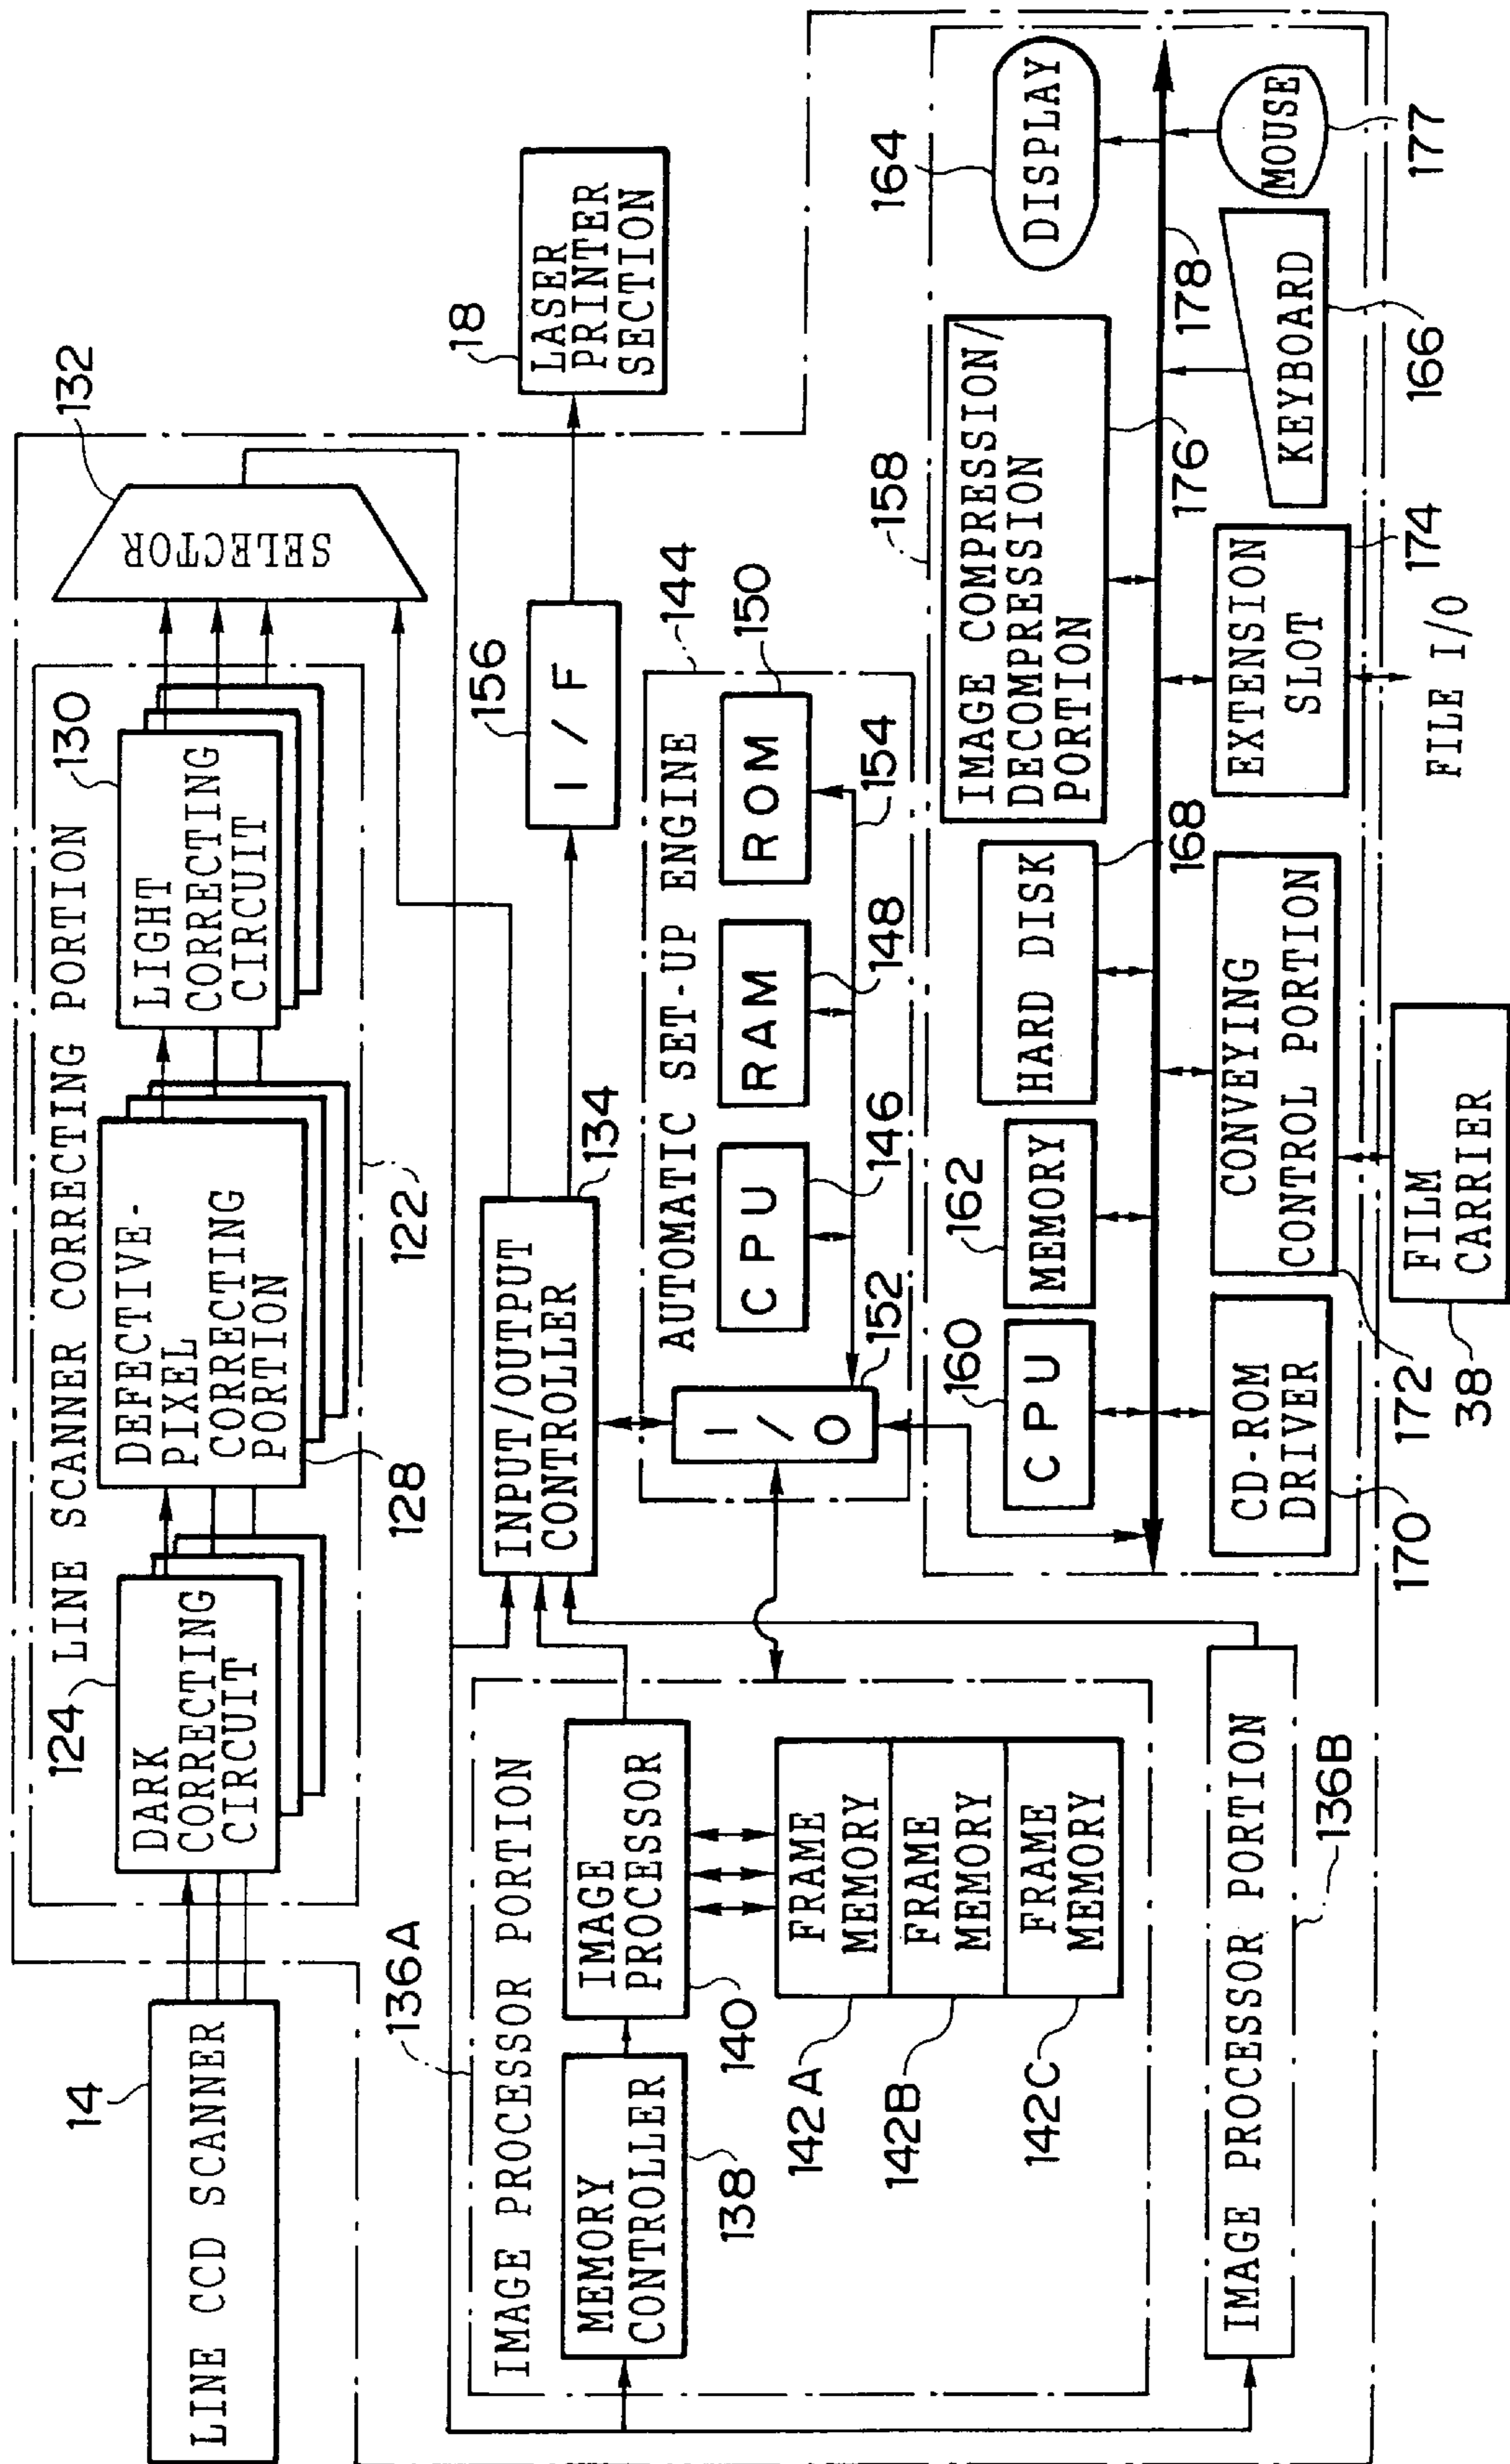 14
LINE CCD SCANNER
LINE SCANNER CORRECTING PORTION
124
DARK
CORRECTING
CIRCUIT
DEFECTIVE-
PIXEL
CORRECTING
PORTION
128
122
130
LIGHT
CORRECTING
CIRCUIT
132
SELECTOR
136A
IMAGE PROCESSOR PORTION
MEMORY
CONTROLLER
138
IMAGE
PROCESSOR
140
FRAME
MEMORY
FRAME
MEMORY
FRAME
MEMORY
142A
142B
142C
IMAGE PROCESSOR PORTION
136B
INPUT/OUTPUT
CONTROLLER
134
156
I/F
18
LASER
PRINTER
SECTION
AUTOMATIC SET-UP ENGINE
144
I/O
152
CPU
146
RAM
148
ROM
150
154
158
160
CPU
162
MEMORY
HARD DISK
168
IMAGE COMPRESSION/
DECOMPRESSION
PORTION
176
164
DISPLAY
178
CD-ROM
DRIVER
170
CONVEYING
CONTROL PORTION
172
FILM
CARRIER
38
EXTENSION
SLOT
174
FILE I/O
KEYBOARD
166
MOUSE
177